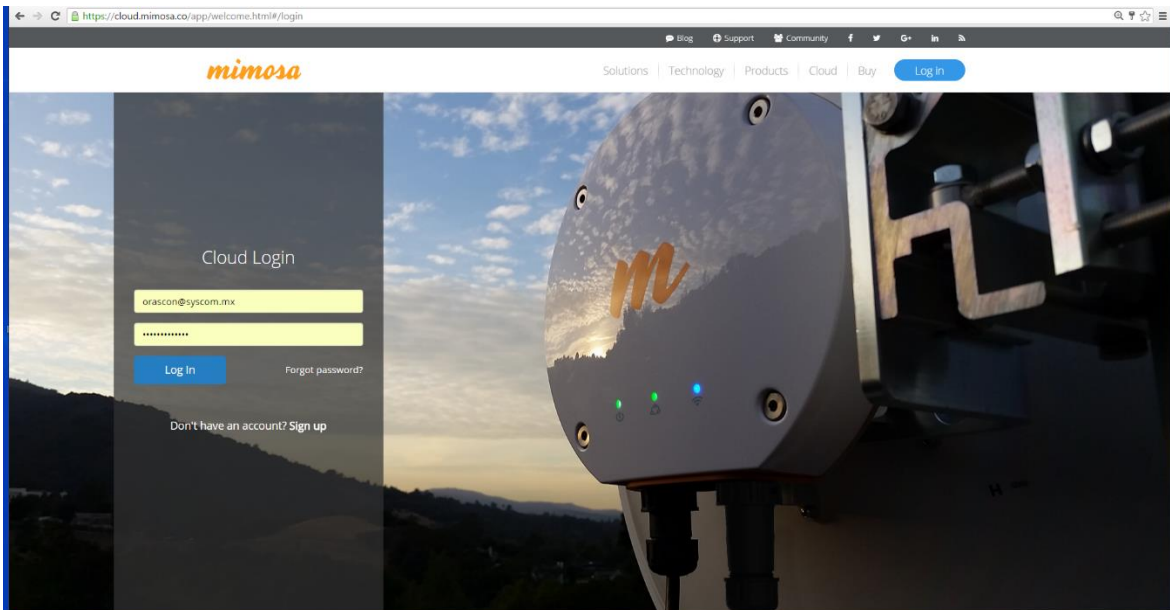 https://cloud.mimosa.co/app/welcome.html#/login
Blog Support Community
mimosa
Solutions Technology Products Cloud Buy Log in
Cloud Login
orascon@syscom.mx
•••••••••••••
Log In Forgot password?
Don't have an account? Sign up
m